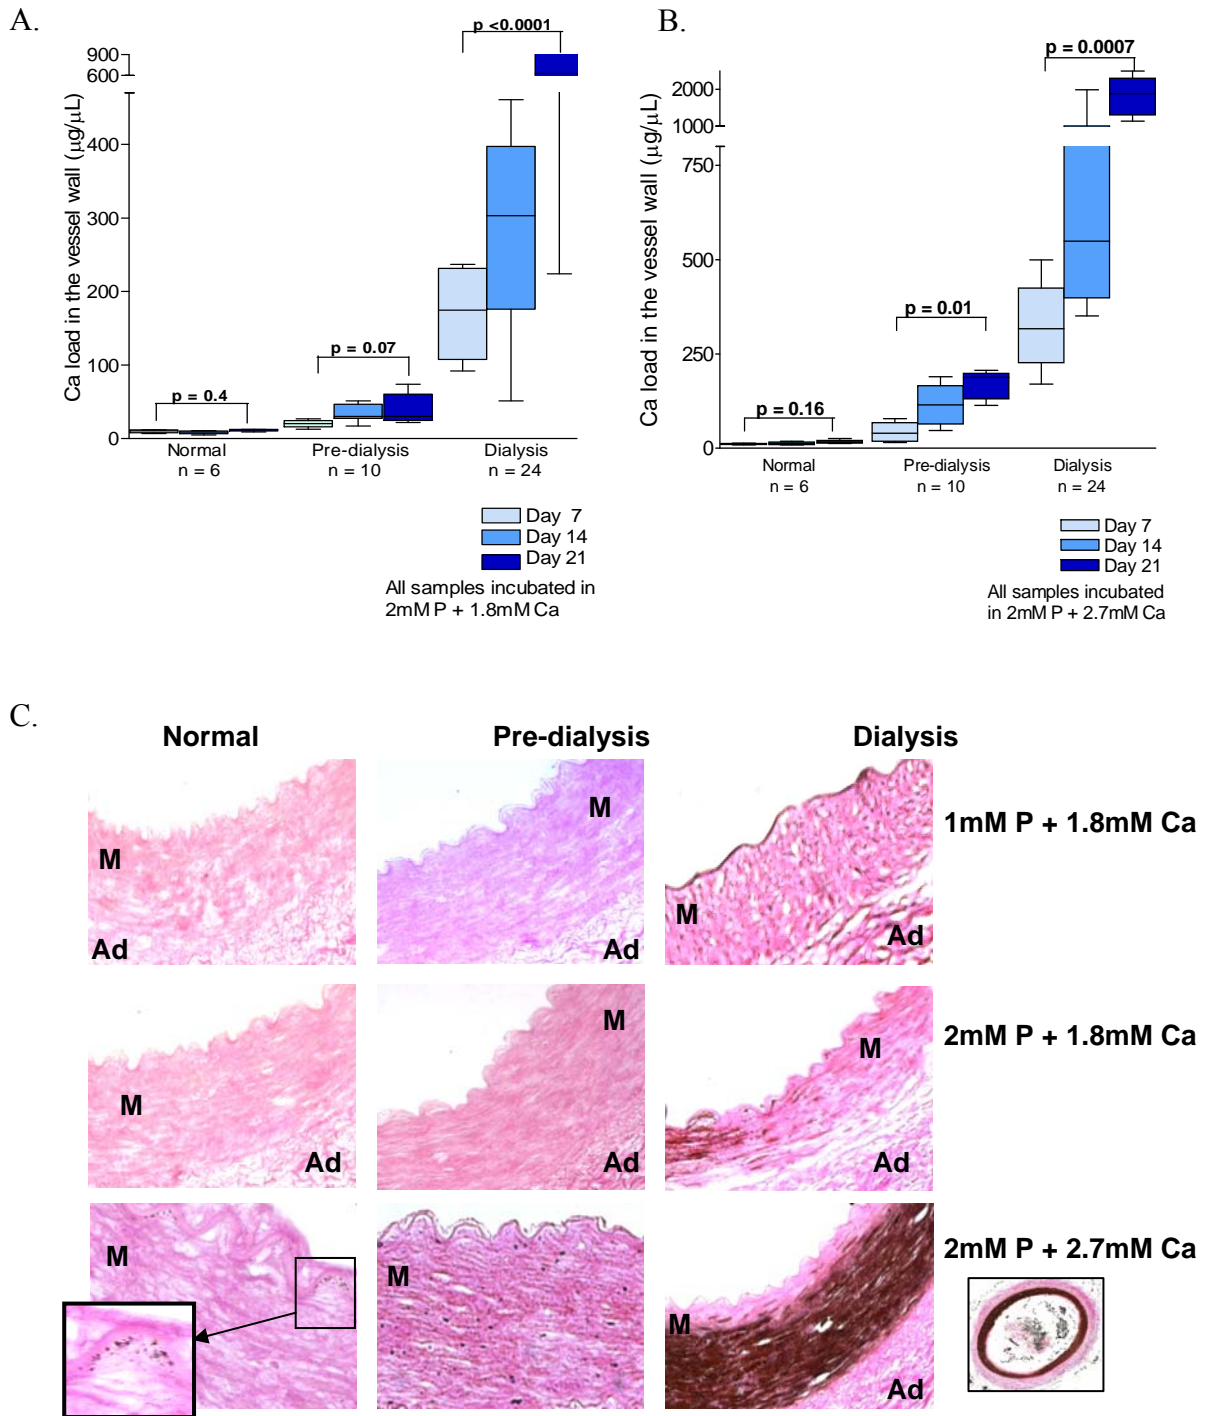 A.
p <0.0001
900
600
400
300
200
100
0
Ca load in the vessel wall (µg/µL)
p = 0.4
p = 0.07
Normal
n = 6
Pre-dialysis
n = 10
Dialysis
n = 24
Day 7
Day 14
Day 21
All samples incubated in
2mM P + 1.8mM Ca
B.
p = 0.0007
2000
1000
750
500
250
0
Ca load in the vessel wall (µg/µL)
p = 0.16
p = 0.01
Normal
n = 6
Pre-dialysis
n = 10
Dialysis
n = 24
Day 7
Day 14
Day 21
All samples incubated
in 2mM P + 2.7mM Ca
C.
Normal
Pre-dialysis
Dialysis
M
Ad
M
Ad
M
Ad
1mM P + 1.8mM Ca
M
Ad
M
Ad
M
Ad
2mM P + 1.8mM Ca
M
M
M
Ad
2mM P + 2.7mM Ca